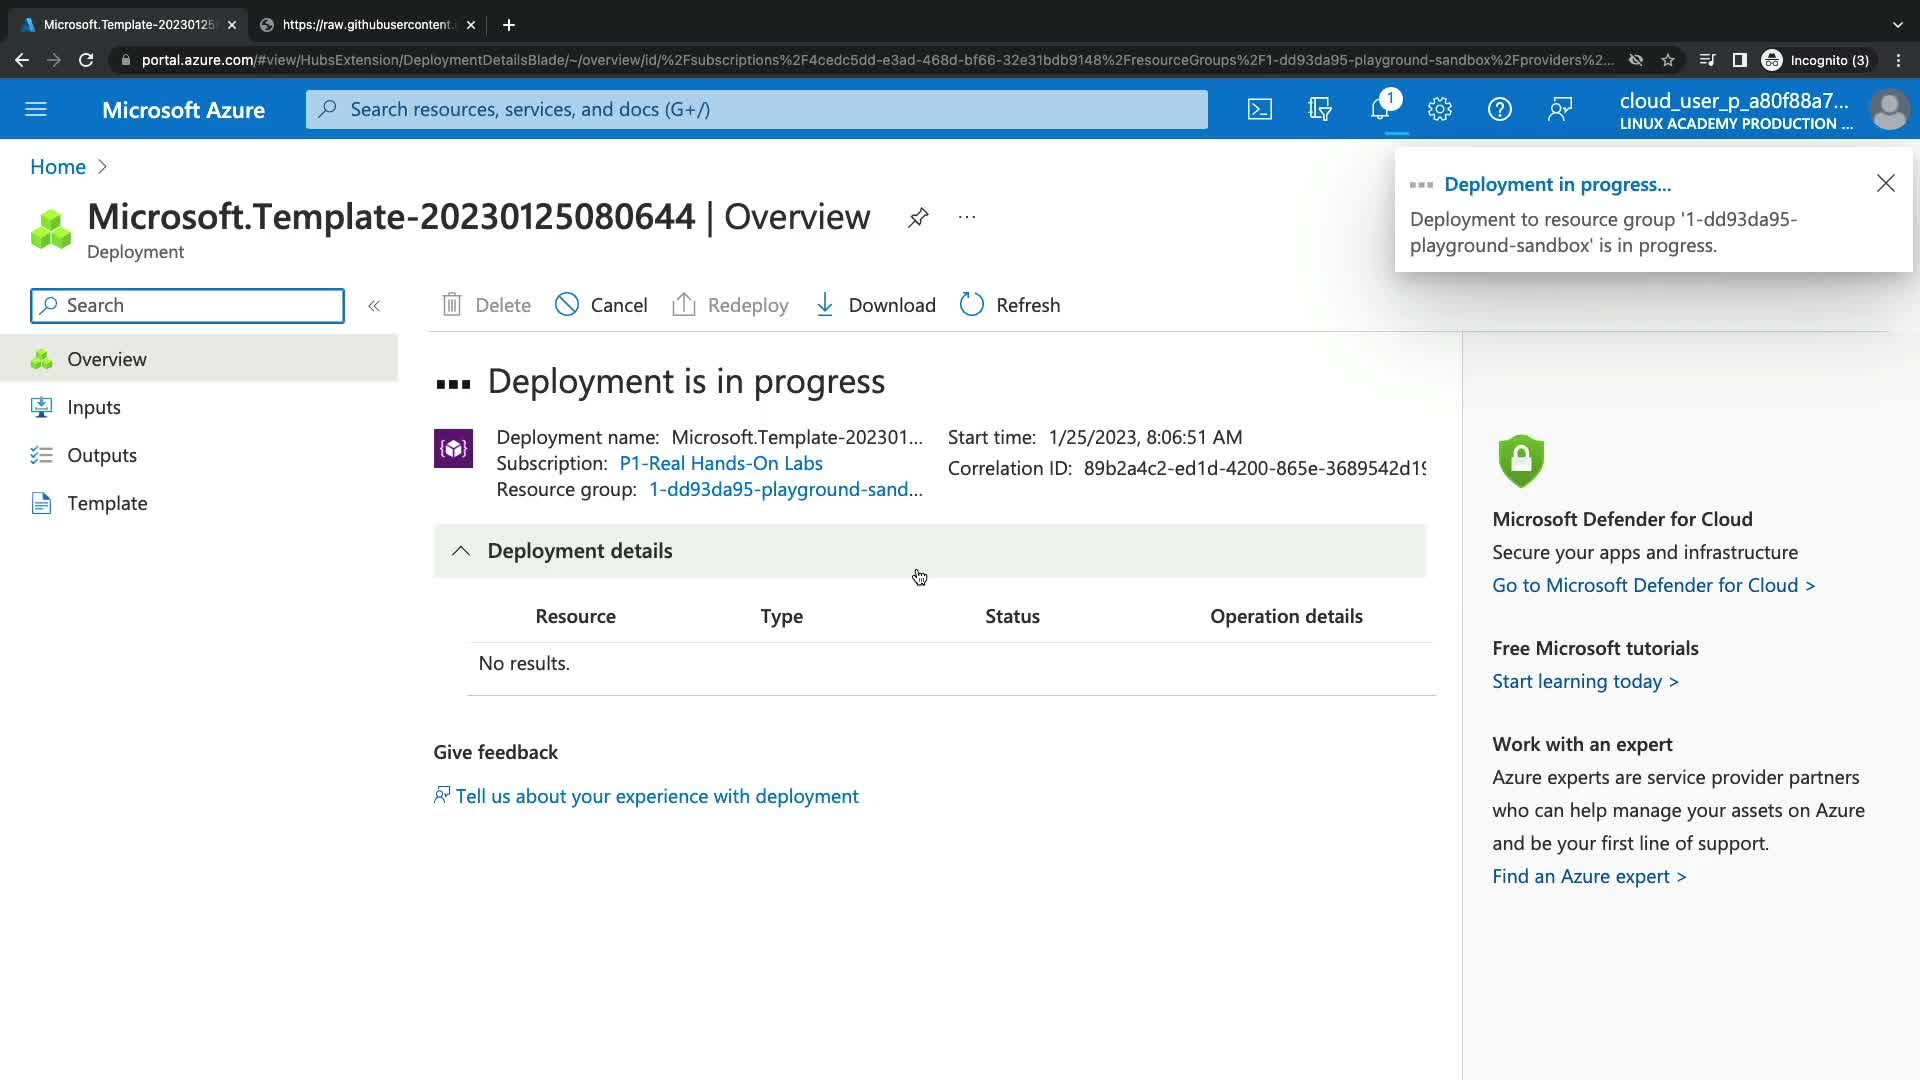 Microsoft.Template-20230125
https://raw.githubusercontent.
portal.azure.com/#view/HubsExtension/DeploymentDetailsBlade/~/overview/id/%2Fsubscriptions%2F4cedc5dd-e3ad-468d-bf66-32e31bdb9148%2FresourceGroups%2F1-dd93da95-playground-sandbox%2Fproviders%2...
Incognito (3)
Microsoft Azure
Search resources, services, and docs (G+/)
1
cloud_user_p_a80f88a7...
LINUX ACADEMY PRODUCTION ...
Home
Deployment in progress...
Deployment to resource group '1-dd93da95-
playground-sandbox' is in progress.
Microsoft.Template-20230125080644 | Overview
Deployment
Search
Delete
Cancel
Redeploy
Download
Refresh
Overview
Inputs
Outputs
Template
Deployment is in progress
Deployment name: Microsoft.Template-202301...
Subscription: P1-Real Hands-On Labs
Resource group: 1-dd93da95-playground-sand...
Start time: 1/25/2023, 8:06:51 AM
Correlation ID: 89b2a4c2-ed1d-4200-865e-3689542d19
Deployment details
Resource Type Status Operation details
No results.
Give feedback
Tell us about your experience with deployment
Microsoft Defender for Cloud
Secure your apps and infrastructure
Go to Microsoft Defender for Cloud >
Free Microsoft tutorials
Start learning today >
Work with an expert
Azure experts are service provider partners
who can help manage your assets on Azure
and be your first line of support.
Find an Azure expert >